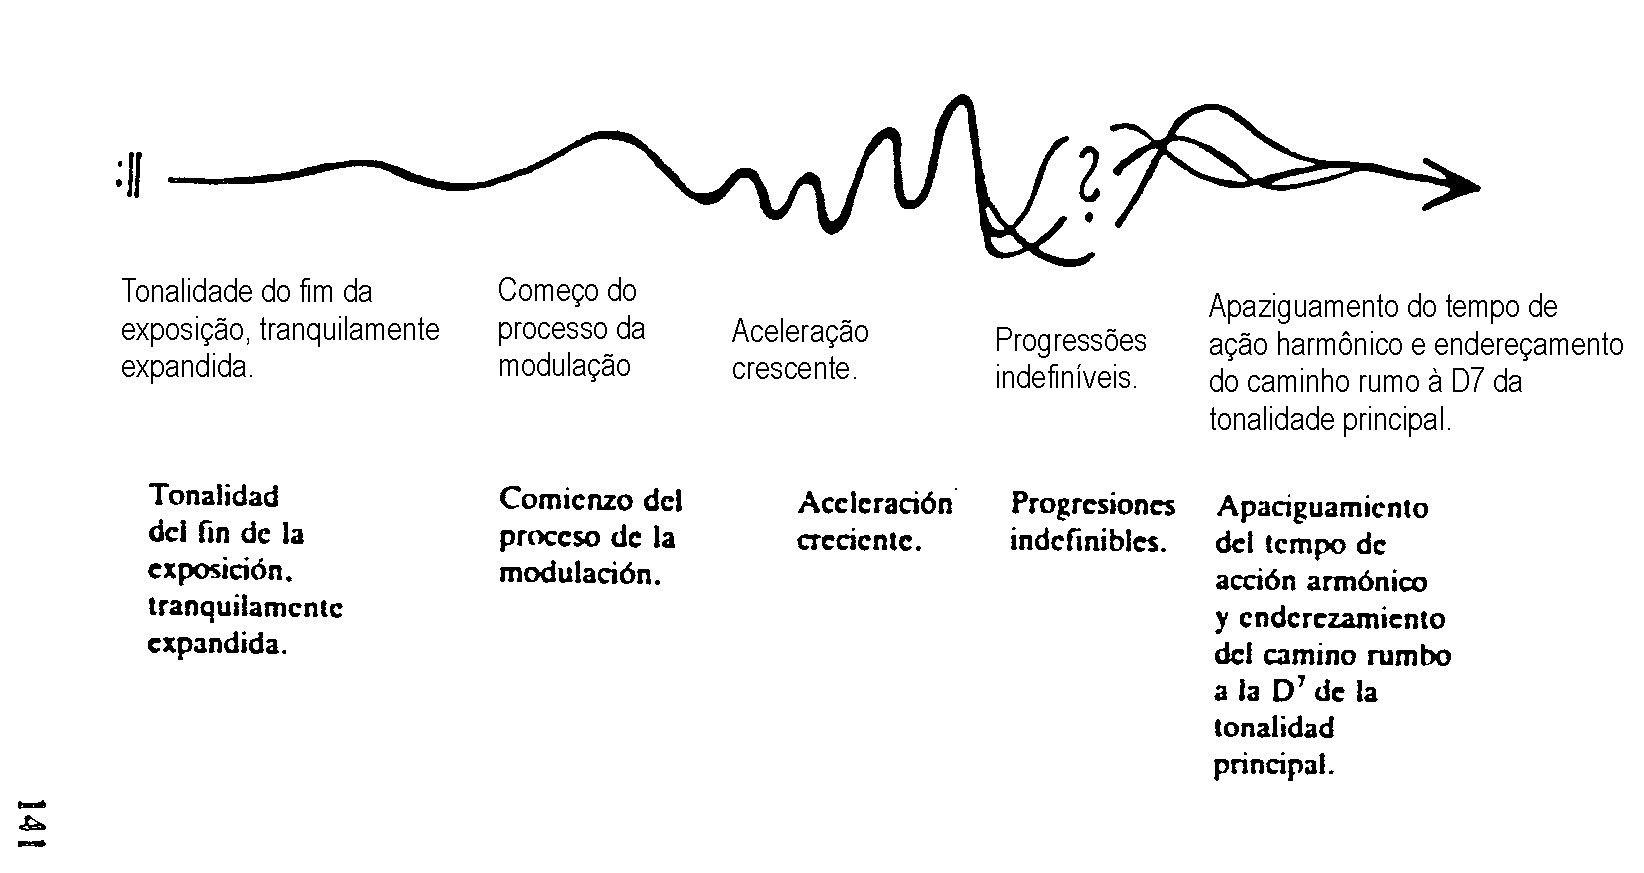 ?
Tonalidade do fim da
exposição, tranquilamente
expandida.
Começo do
processo da
modulação
Aceleração
crescente.
Progressões
indefiníveis.
Apaziguamento do tempo de
ação harmônico e endereçamento
do caminho rumo à D7 da
tonalidade principal.
Tonalidad
del fin de la
exposición.
tranquilamente
expandida.
Comienzo del
proceso de la
modulación.
Aceleración
creciente.
Progresiones
indefinibles.
Apaciguamiento
del tempo de
acción armónico
y enderezamiento
del camino rumbo
a la D⁷ de la
tonalidad
principal.
141